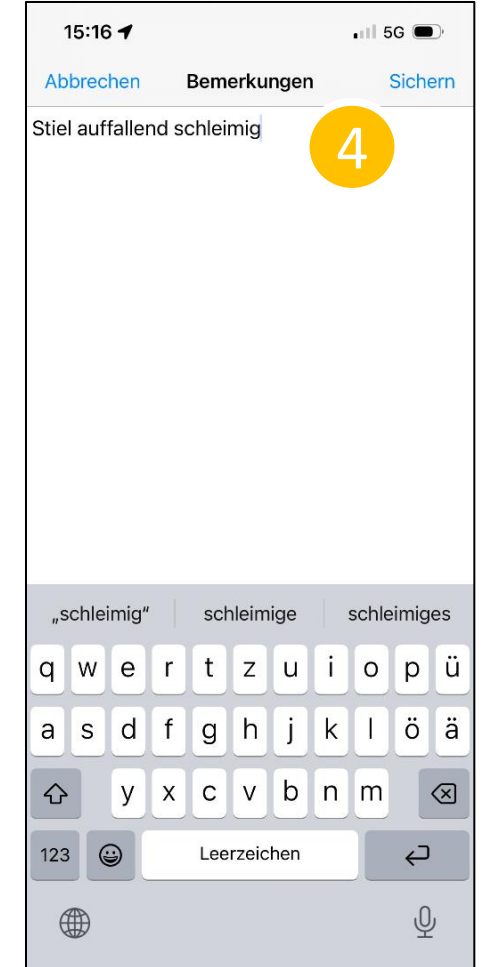 15:16 5G
Abbrechen Bemerkungen Sichern
Stiel auffallend schleimig
4
„schleimig“ schleimige schleimiges
q w e r t z u i o p ü
a s d f g h j k l ö ä
y x c v b n m
123 Leerzeichen